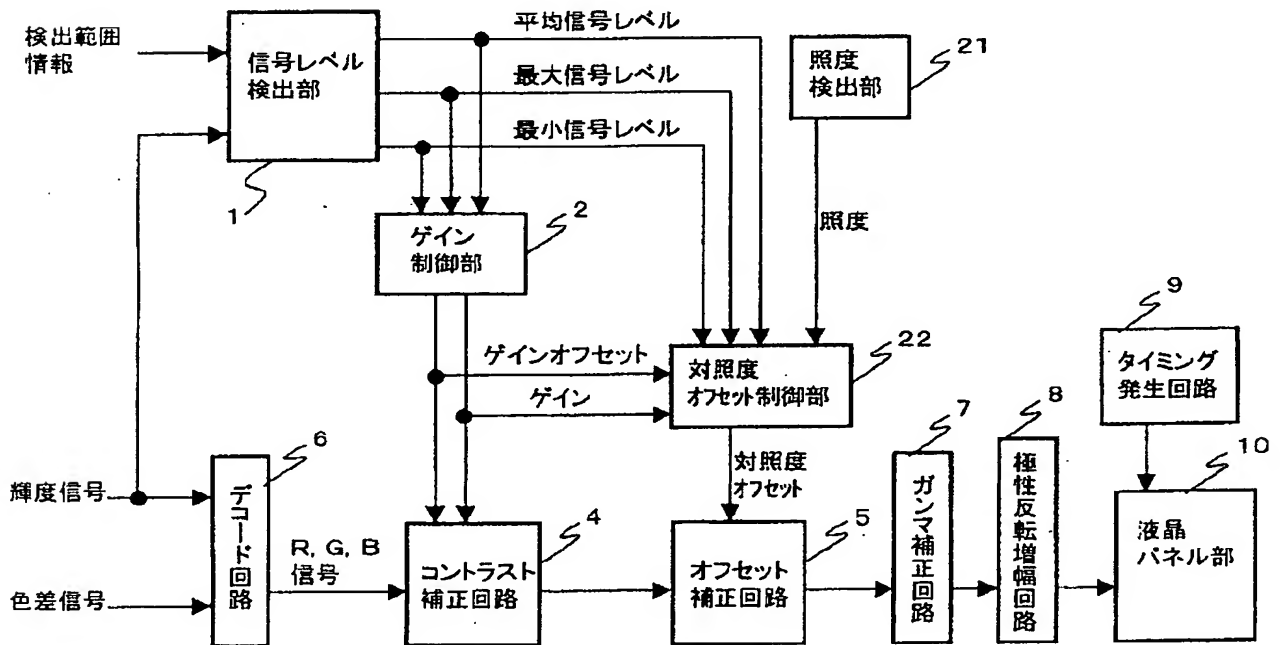 平均信号レベル
検出範囲
情報
信号レベル
検出部
照度
検出部
21
最大信号レベル
最小信号レベル
1
2
ゲイン
制御部
照度
9
ゲインオフセット
対照度
オフセット制御部
22
タイミング
発生回路
ゲイン
7
8
6
対照度
オフセット
10
輝度信号
デコード回路
R, G, B
信号
4
コントラスト
補正回路
5
オフセット
補正回路
ガンマ補正回路
極性反転増幅回路
液晶
パネル部
色差信号